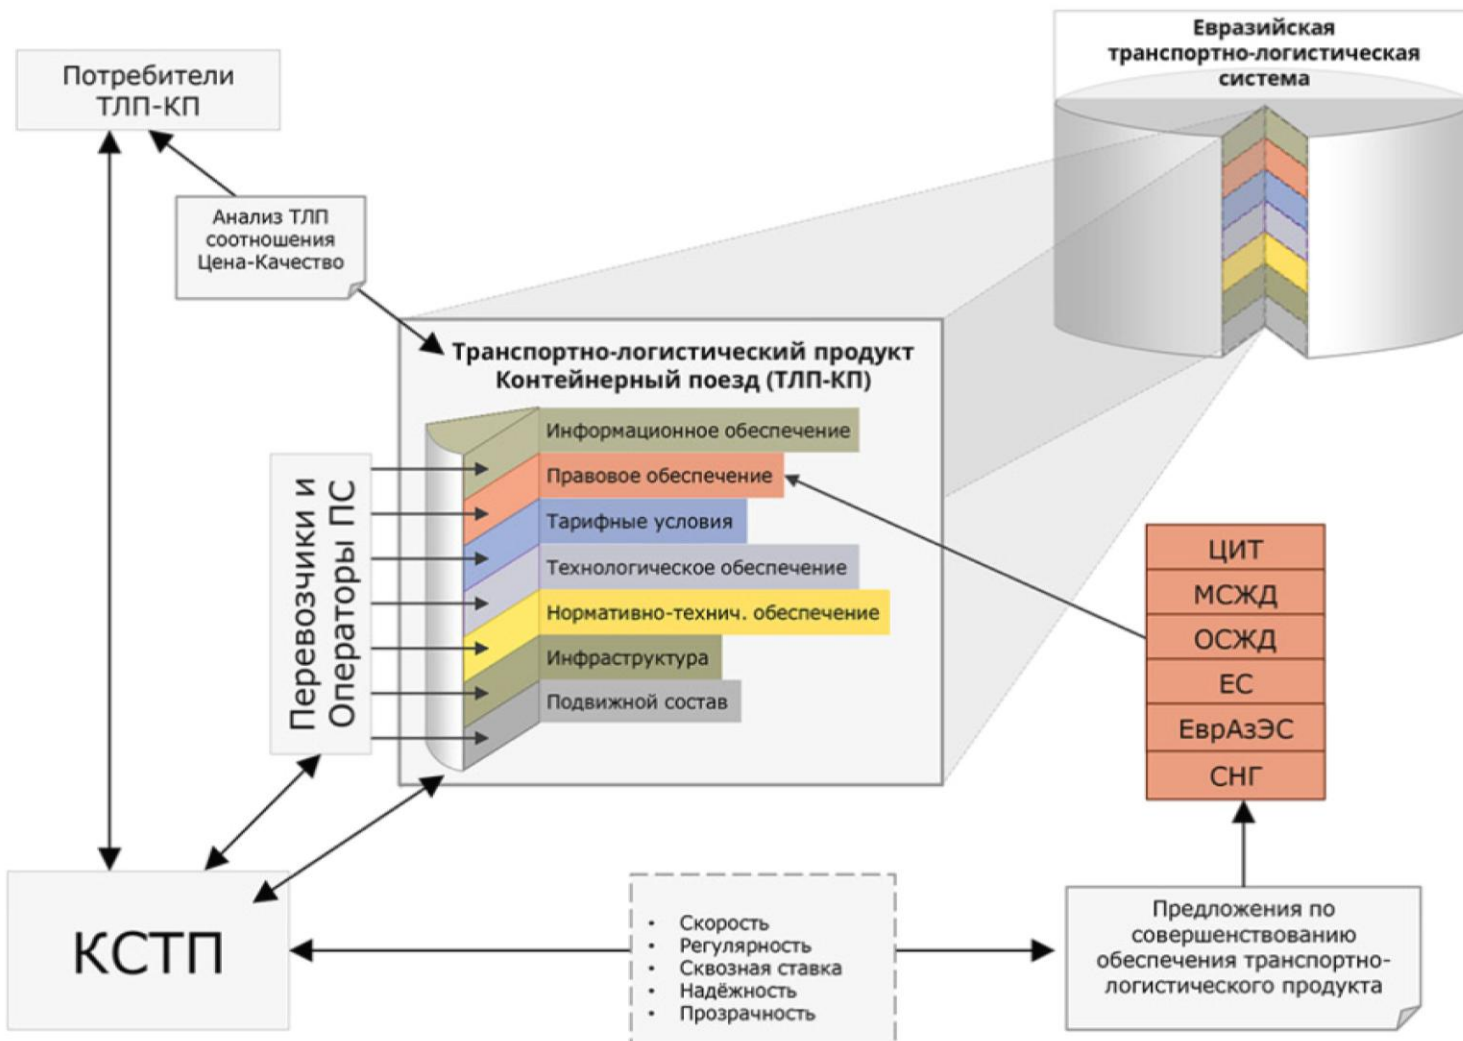 Евразийская
транспортно-логистическая
система
Потребители
ТЛП-КП
Анализ ТЛП
соотношения
Цена-Качество
Транспортно-логистический продукт
Контейнерный поезд (ТЛП-КП)
Информационное обеспечение
Правовое обеспечение
Тарифные условия
Технологическое обеспечение
Нормативно-технич. обеспечение
Инфраструктура
Подвижной состав
Перевозчики и
Операторы ПС
ЦИТ
МСЖД
ОСЖД
ЕС
ЕврАзЭС
СНГ
КСТП
• Скорость
• Регулярность
• Сквозная ставка
• Надёжность
• Прозрачность
Предложения по
совершенствованию
обеспечения транспортно-
логистического продукта